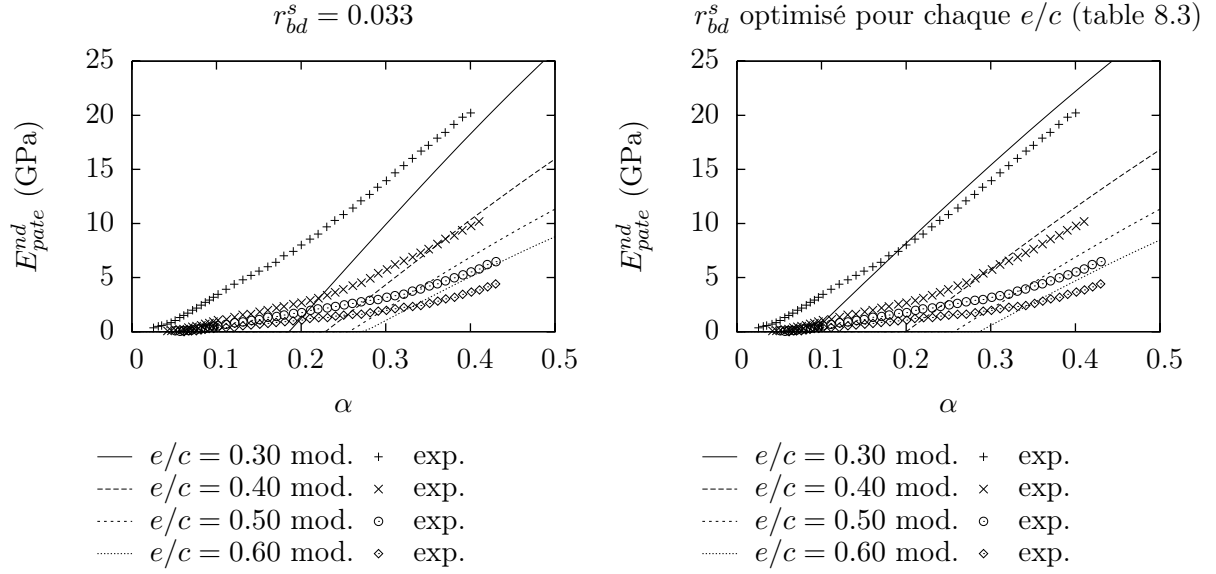 r_{bd}^{s} = 0.033
25
20
15
10
5
0
E_{pate}^{nd} (GPa)
0 0.1 0.2 0.3 0.4 0.5
α
e/c = 0.30 mod. + exp.
e/c = 0.40 mod. × exp.
e/c = 0.50 mod. ⊙ exp.
e/c = 0.60 mod. ⋄ exp.
r_{bd}^{s} optimisé pour chaque e/c (table 8.3)
25
20
15
10
5
0
E_{pate}^{nd} (GPa)
0 0.1 0.2 0.3 0.4 0.5
α
e/c = 0.30 mod. + exp.
e/c = 0.40 mod. × exp.
e/c = 0.50 mod. ⊙ exp.
e/c = 0.60 mod. ⋄ exp.